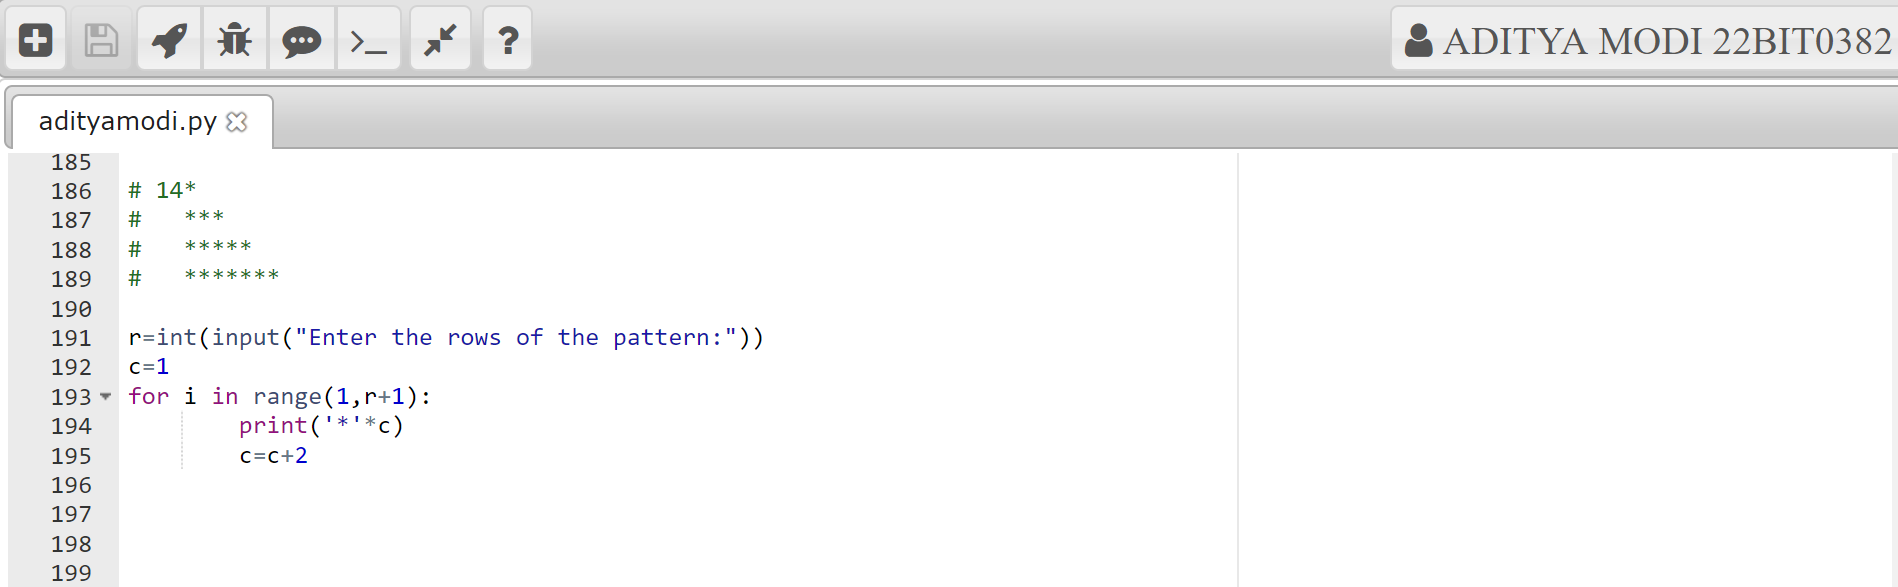 ?
ADITYA MODI 22BIT0382
adityamodi.py
185
186 # 14*
187 #   ***
188 #   *****
189 #   *******
190
191 r=int(input("Enter the rows of the pattern:"))
192 c=1
193 for i in range(1,r+1):
194         print('*'*c)
195         c=c+2
196
197
198
199